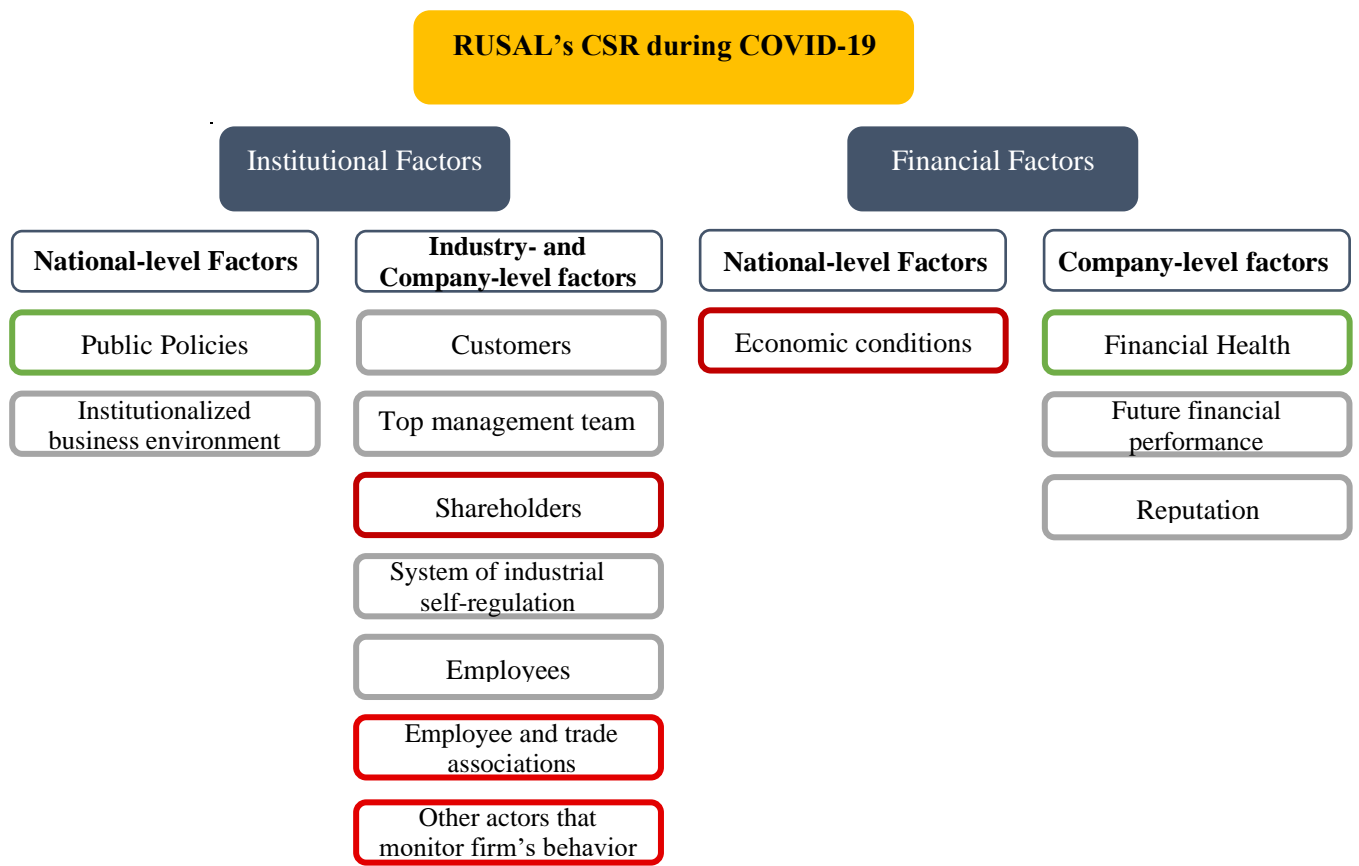 RUSAL’s CSR during COVID-19
Institutional Factors
Financial Factors
National-level Factors
Public Policies
Institutionalized
business environment
Industry- and
Company-level factors
Customers
Top management team
Shareholders
System of industrial
self-regulation
Employees
Employee and trade
associations
Other actors that
monitor firm’s behavior
National-level Factors
Economic conditions
Company-level factors
Financial Health
Future financial
performance
Reputation